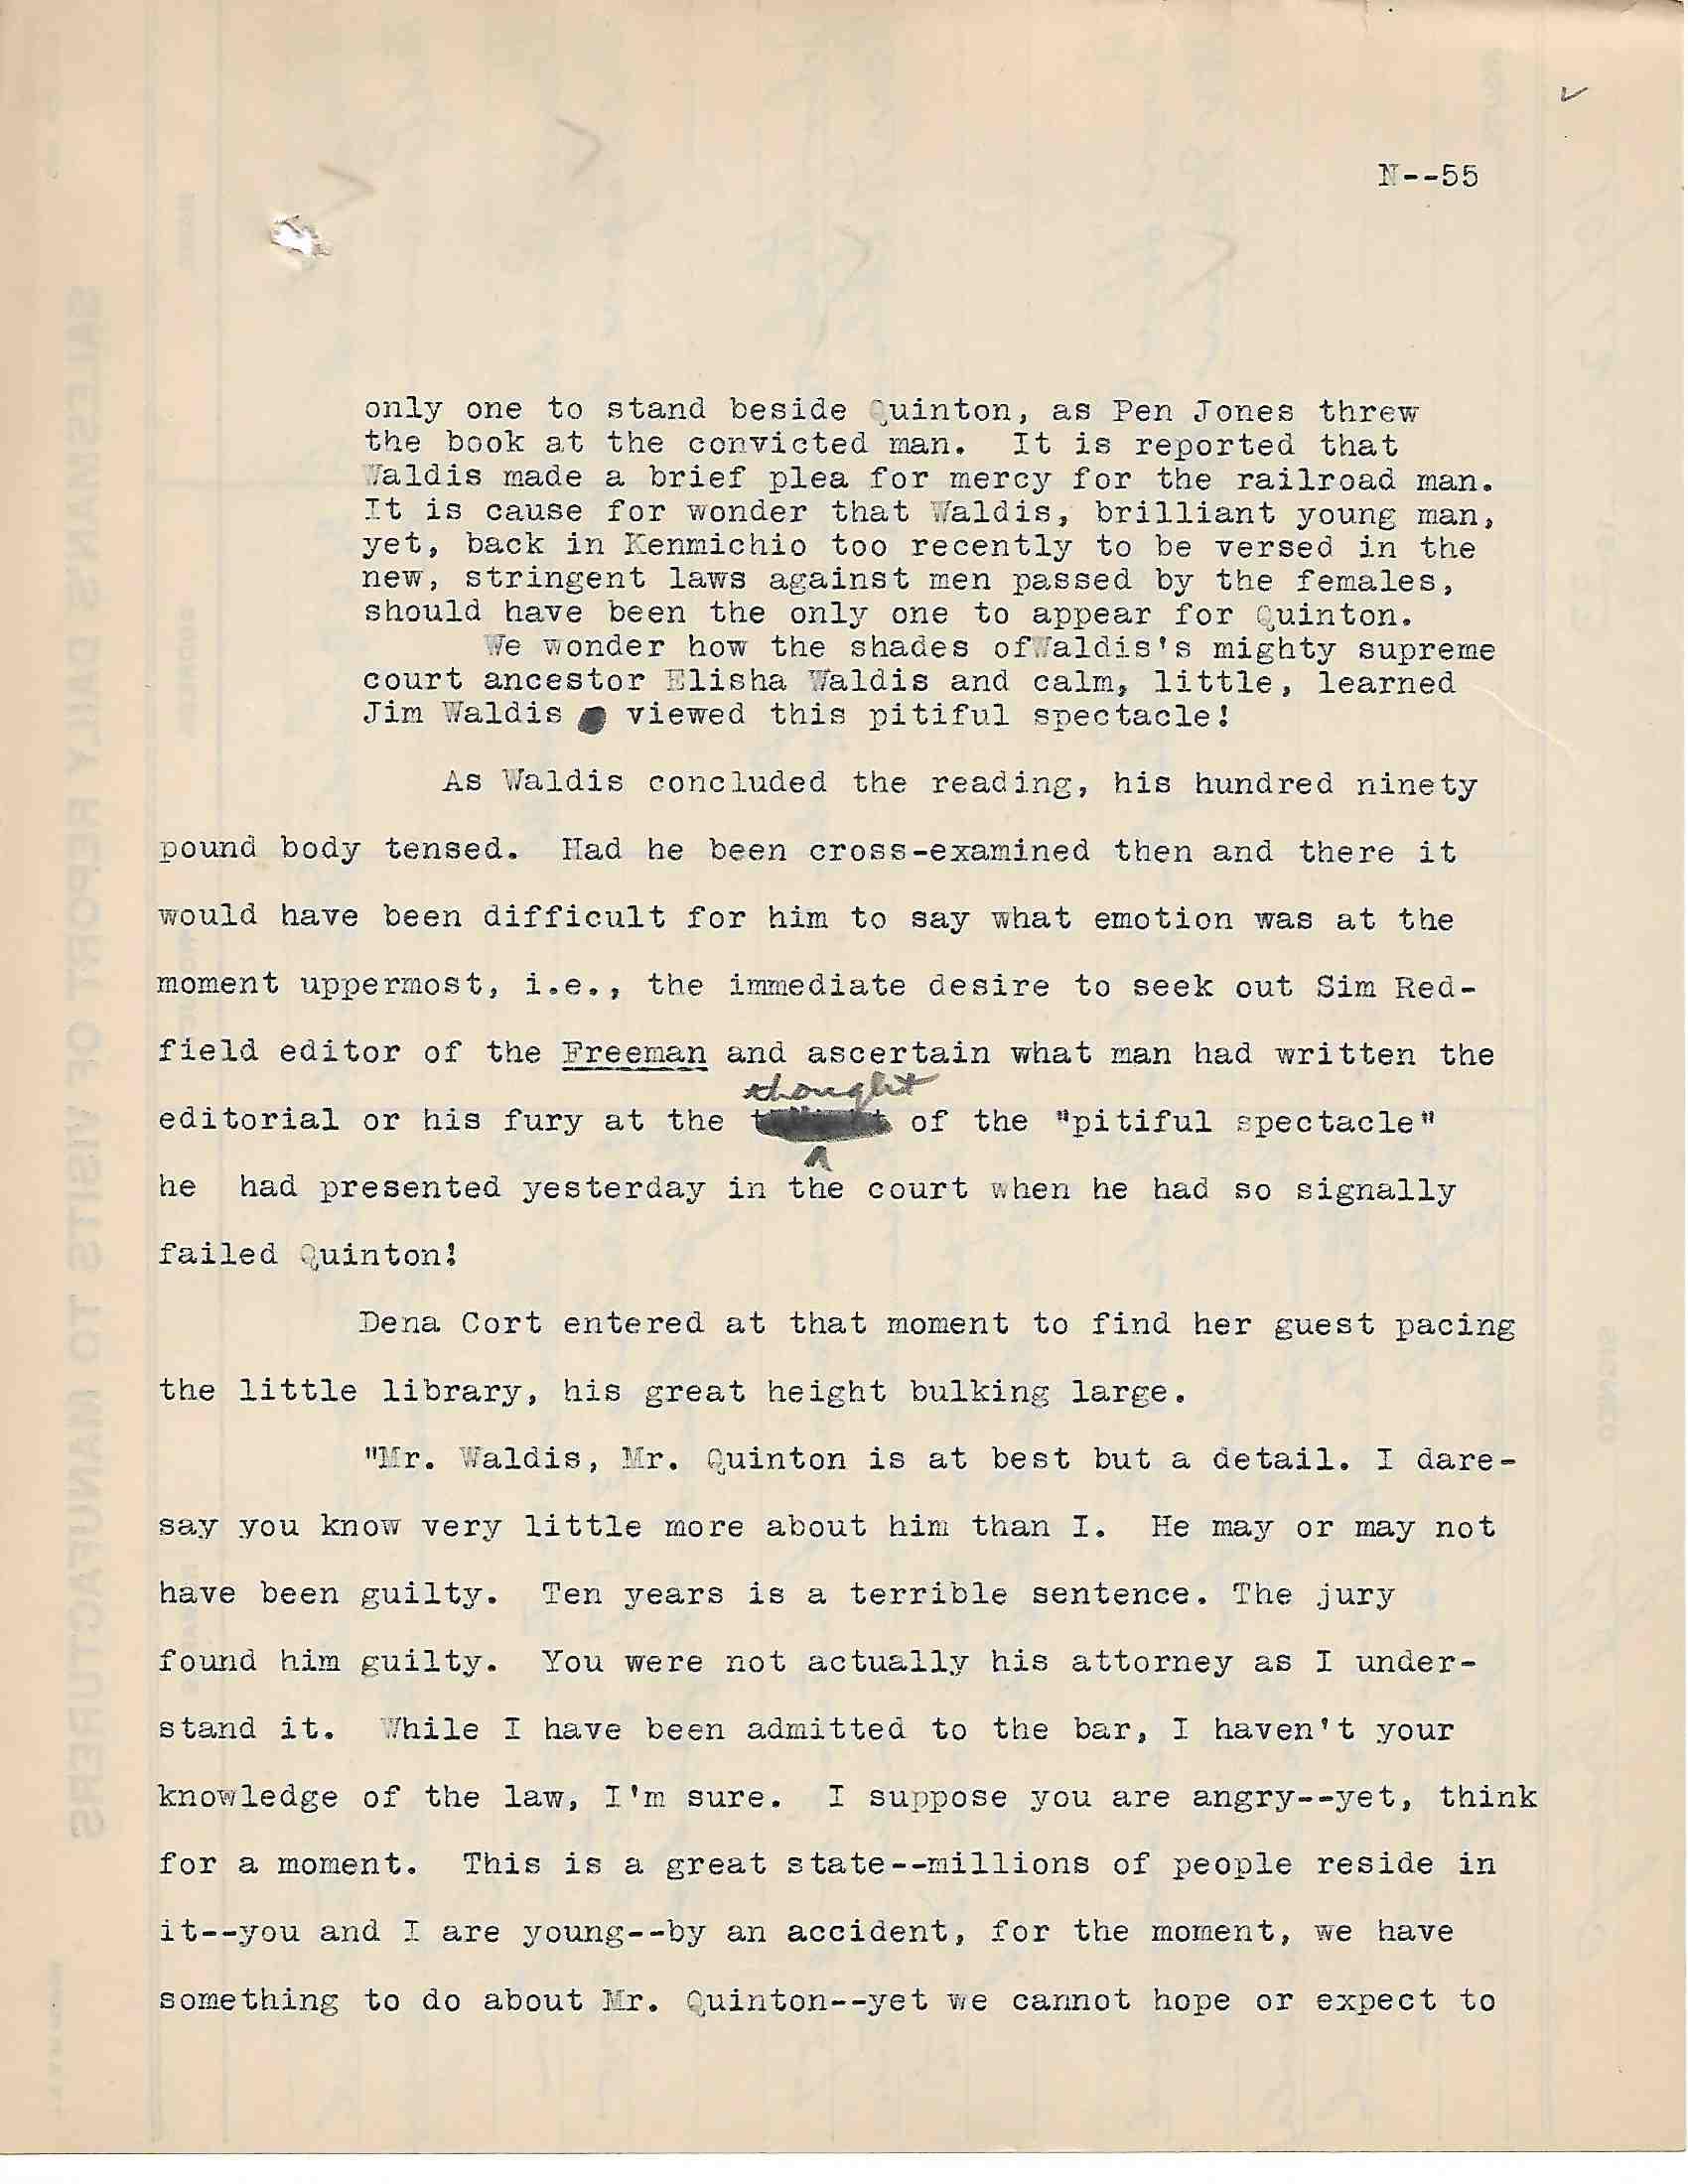 N--55
only one to stand beside Quinton, as Pen Jones threw
the book at the convicted man.  It is reported that
Waldis made a brief plea for mercy for the railroad man.
It is cause for wonder that Waldis, brilliant young man,
yet, back in Kenmichio too recently to be versed in the
new, stringent laws against men passed by the females,
should have been the only one to appear for Quinton.
We wonder how the shades ofWaldis's mighty supreme
court ancestor Elisha Waldis and calm, little, learned
Jim Waldis viewed this pitiful spectacle!
As Waldis concluded the reading, his hundred ninety
pound body tensed.  Had he been cross-examined then and there it
would have been difficult for him to say what emotion was at the
moment uppermost, i.e., the immediate desire to seek out Sim Red-
field editor of the Freeman and ascertain what man had written the
editorial or his fury at the thought of the "pitiful spectacle"
he  had presented yesterday in the court when he had so signally
failed Quinton!
Dena Cort entered at that moment to find her guest pacing
the little library, his great height bulking large.
"Mr. Waldis, Mr. Quinton is at best but a detail. I dare-
say you know very little more about him than I.  He may or may not
have been guilty.  Ten years is a terrible sentence. The jury
found him guilty.  You were not actually his attorney as I under-
stand it.  While I have been admitted to the bar, I haven't your
knowledge of the law, I'm sure.  I suppose you are angry--yet, think
for a moment.  This is a great state--millions of people reside in
it--you and I are young--by an accident, for the moment, we have
something to do about Mr. Quinton--yet we cannot hope or expect to
SALESMAN'S DAILY REPORT OF VISITS TO MANUFACTURERS